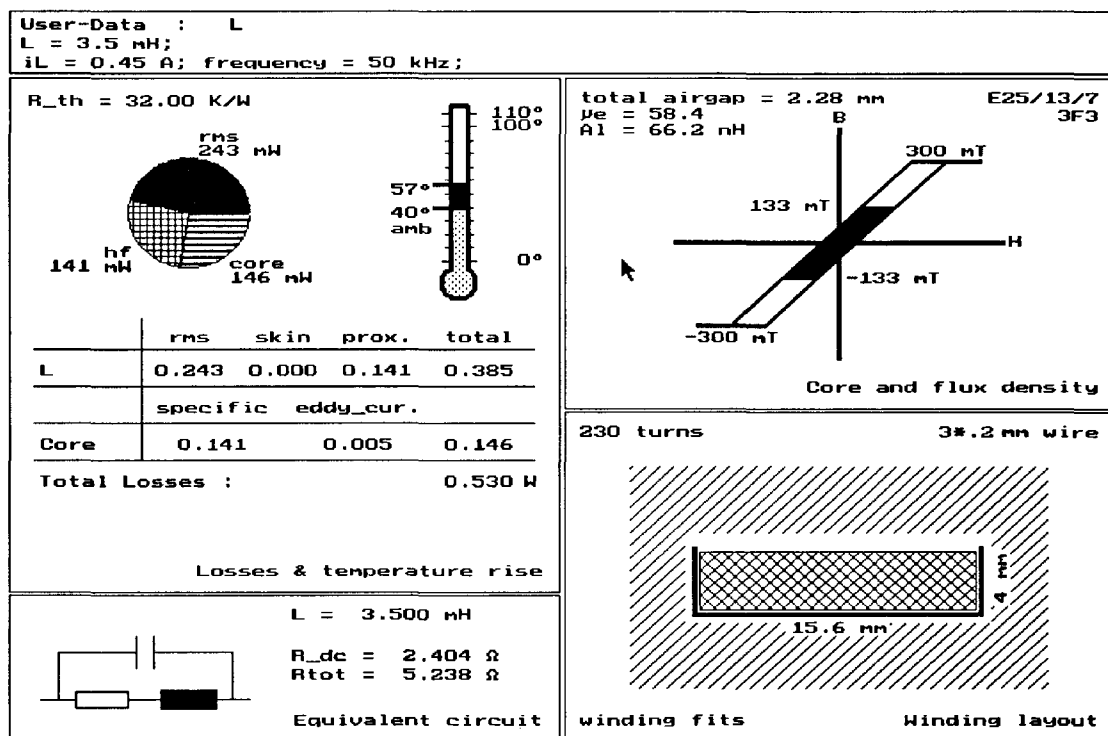 User-Data : L
L = 3.5 mH;
iL = 0.45 A; frequency = 50 kHz;
R_th = 32.00 K/W
rms
243 mW
hf
141 mW
core
146 mW
110°
100°
57°
40°
amb
0°
rms skin prox. total
L 0.243 0.000 0.141 0.385
specific eddy_cur.
Core 0.141 0.005 0.146
Total Losses : 0.530 W
Losses & temperature rise
L = 3.500 mH
R_dc = 2.404 Ω
Rtot = 5.238 Ω
Equivalent circuit
total airgap = 2.28 mm E25/13/7
µe = 58.4 3F3
Al = 66.2 nH
B
300 mT
133 mT
H
-133 mT
-300 mT
Core and flux density
230 turns 3*.2mm wire
4 mm
15.6 mm
winding fits Winding layout